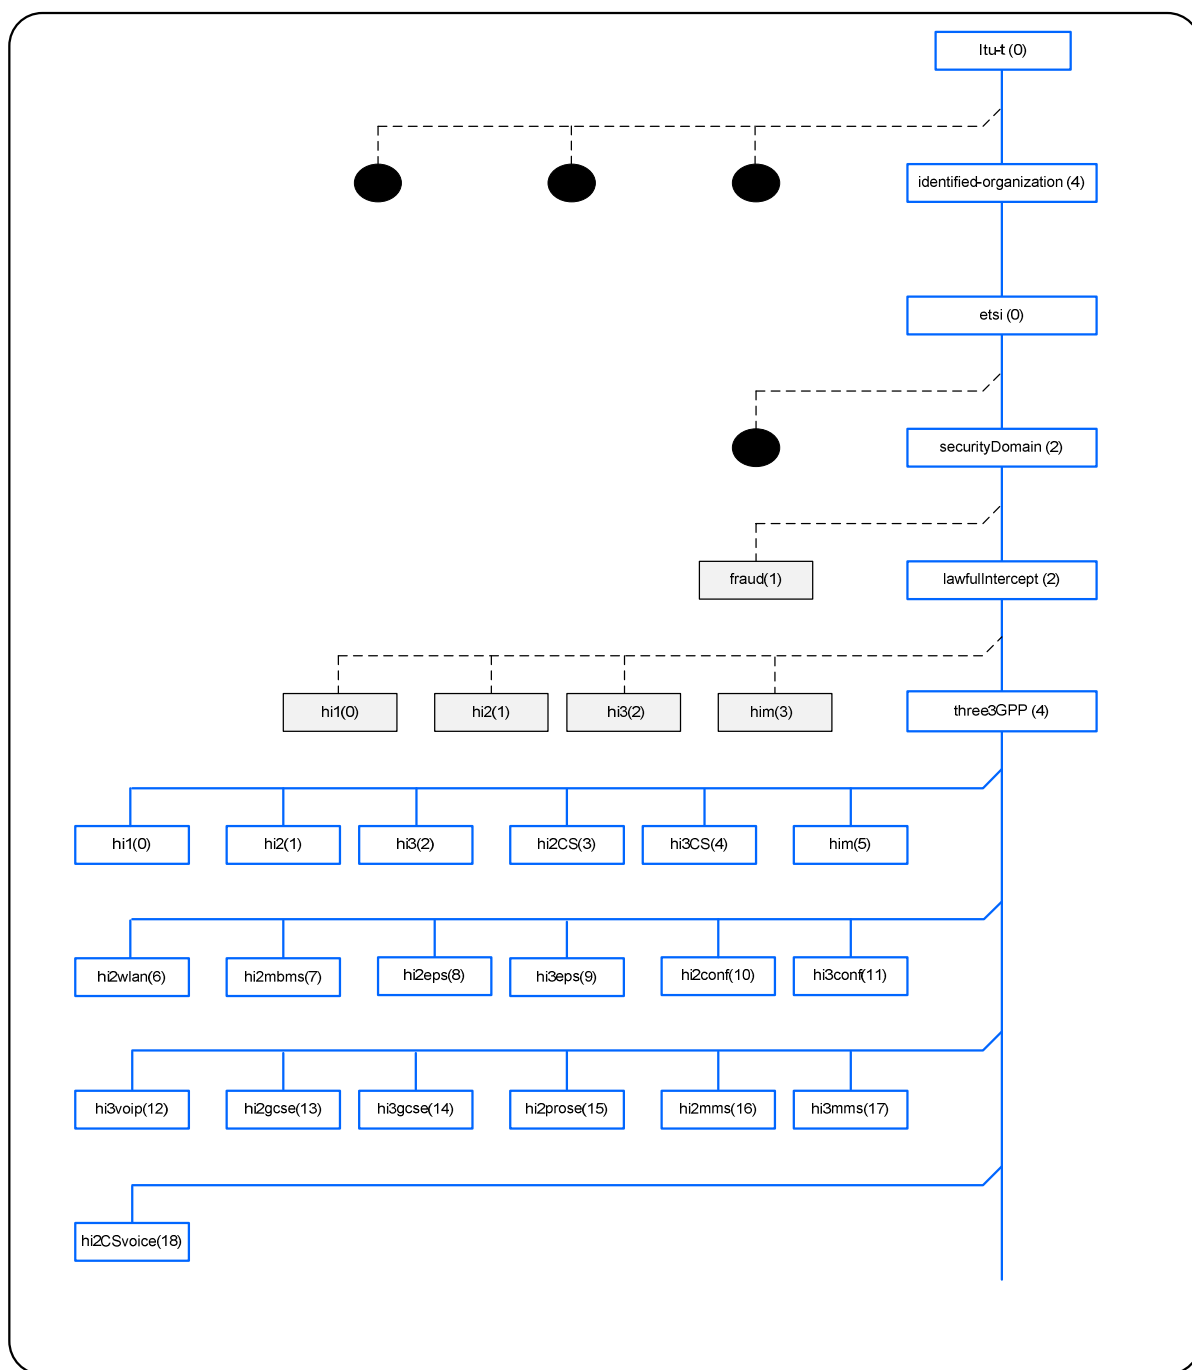 Itu-t (0)
identified-organization (4)
etsi (0)
securityDomain (2)
fraud(1)
lawfulIntercept (2)
hi1(0)
hi2(1)
hi3(2)
him(3)
three3GPP (4)
hi1(0)
hi2(1)
hi3(2)
hi2CS(3)
hi3CS(4)
him(5)
hi2wlan(6)
hi2mbms(7)
hi2eps(8)
hi3eps(9)
hi2conf(10)
hi3conf(11)
hi3voip(12)
hi2gcse(13)
hi3gcse(14)
hi2prose(15)
hi2mms(16)
hi3mms(17)
hi2CSvoice(18)